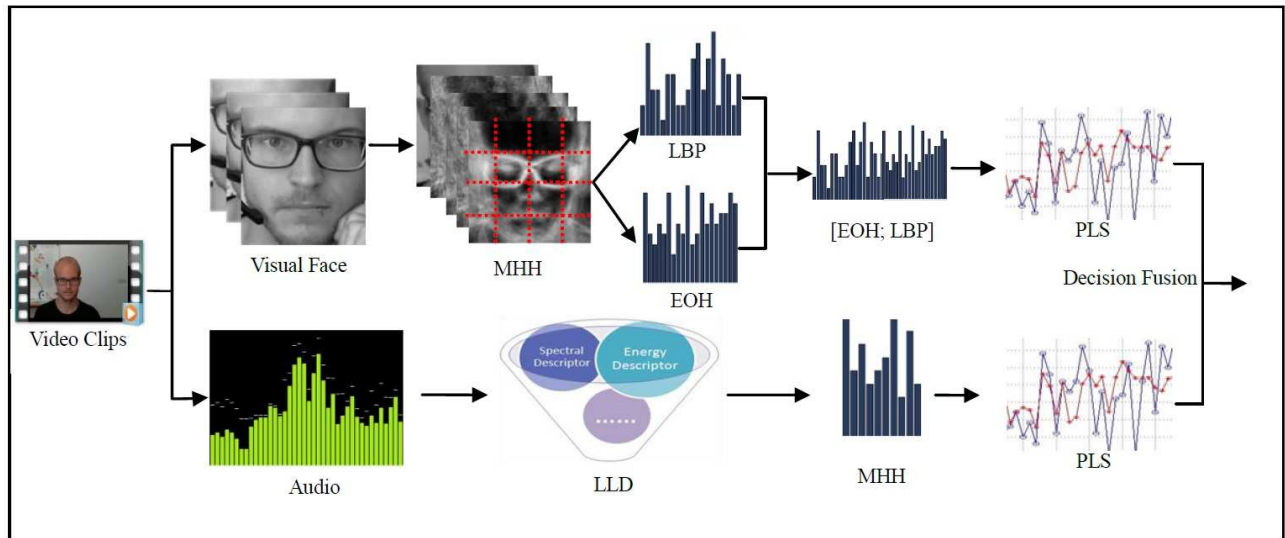 Video Clips
Visual Face
MHH
LBP
EOH
[EOH; LBP]
PLS
Decision Fusion
Audio
Spectral
Descriptor
Energy
Descriptor
......
LLD
MHH
PLS